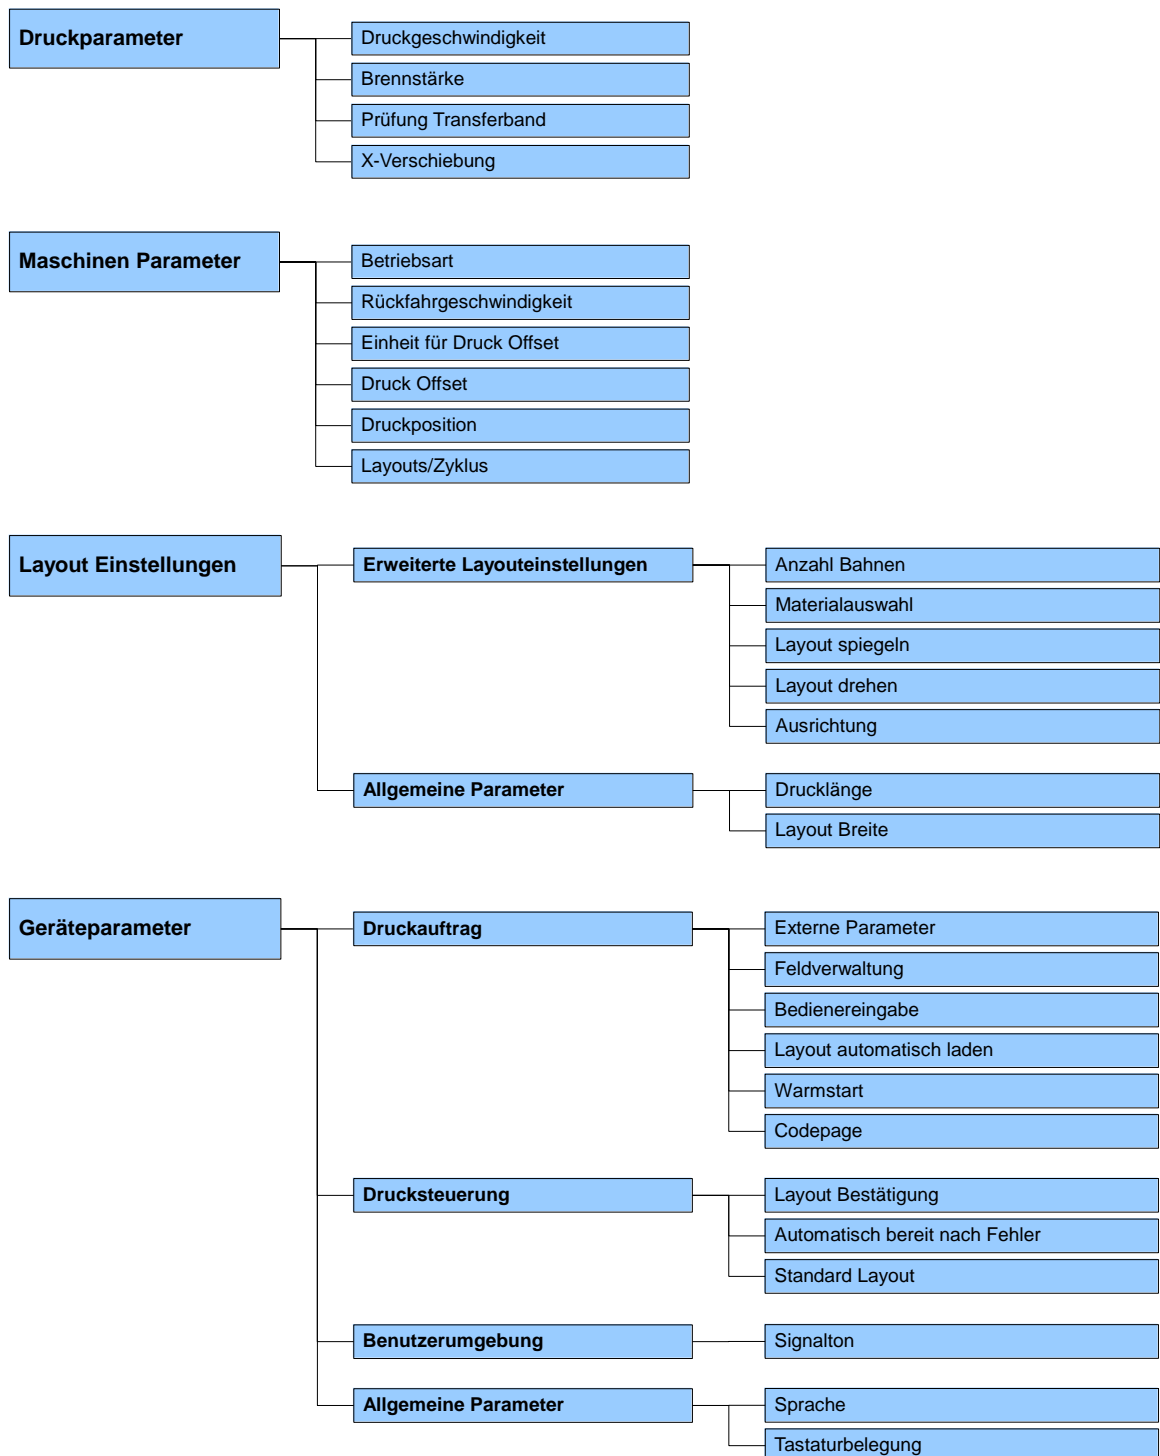 Druckparameter
Druckgeschwindigkeit
Brennstärke
Prüfung Transferband
X-Verschiebung
Maschinen Parameter
Betriebsart
Rückfahrgeschwindigkeit
Einheit für Druck Offset
Druck Offset
Druckposition
Layouts/Zyklus
Layout Einstellungen
Erweiterte Layouteinstellungen
Anzahl Bahnen
Materialauswahl
Layout spiegeln
Layout drehen
Ausrichtung
Allgemeine Parameter
Drucklänge
Layout Breite
Geräteparameter
Druckauftrag
Externe Parameter
Feldverwaltung
Bedienereingabe
Layout automatisch laden
Warmstart
Codepage
Drucksteuerung
Layout Bestätigung
Automatisch bereit nach Fehler
Standard Layout
Benutzerumgebung
Signalton
Allgemeine Parameter
Sprache
Tastaturbelegung